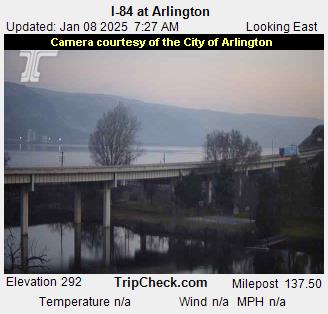 I-84 at Arlington
Updated: Jan 08 2025 7:27 AM Looking East
Camera courtesy of the City of Arlington
Elevation 292 TripCheck.com Milepost 137.50
Temperature n/a Wind n/a MPH n/a